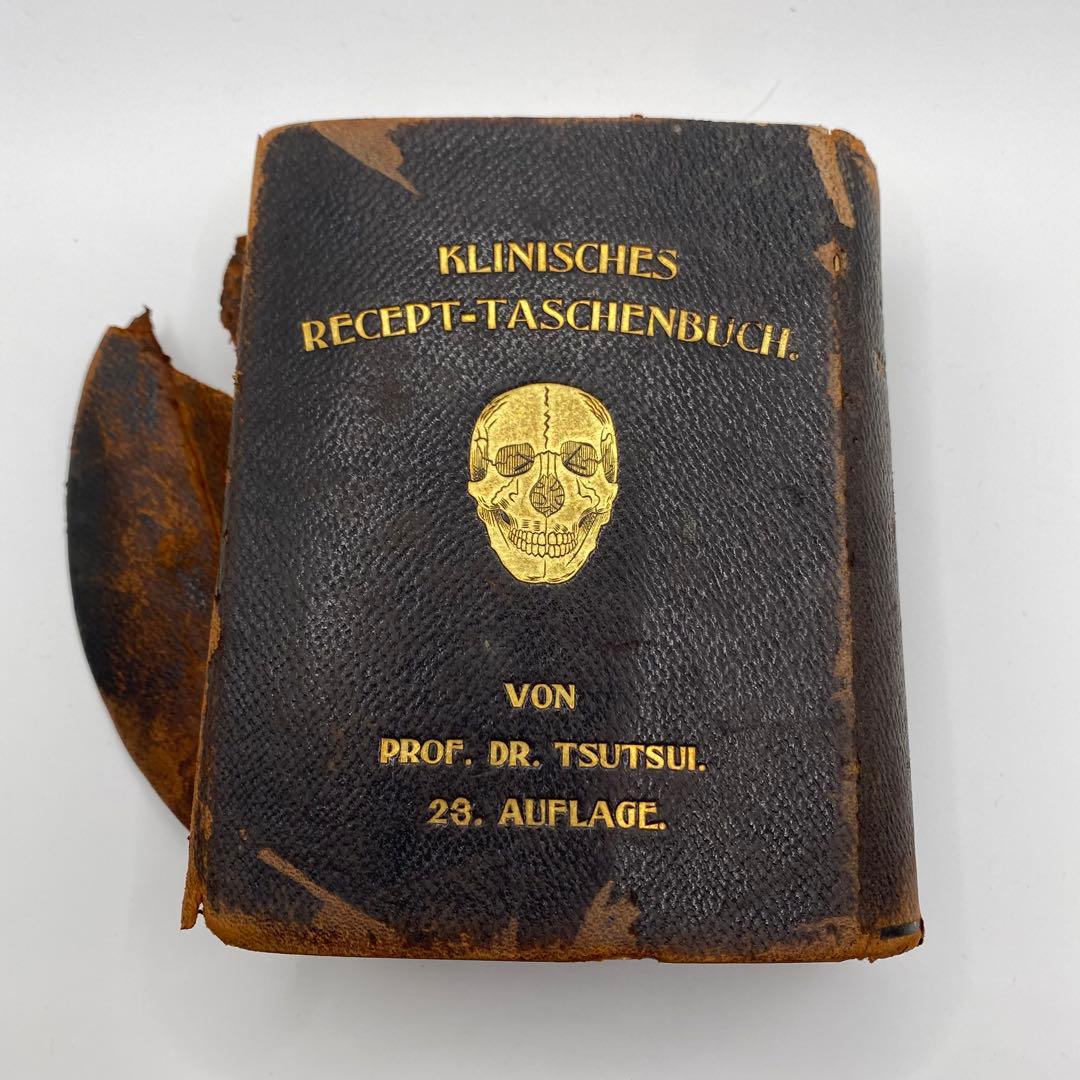 KLINISCHES
RECEPT-TASCHENBUCH.
VON
PROF. DR. TSUTSUI.
23. AUFLAGE.